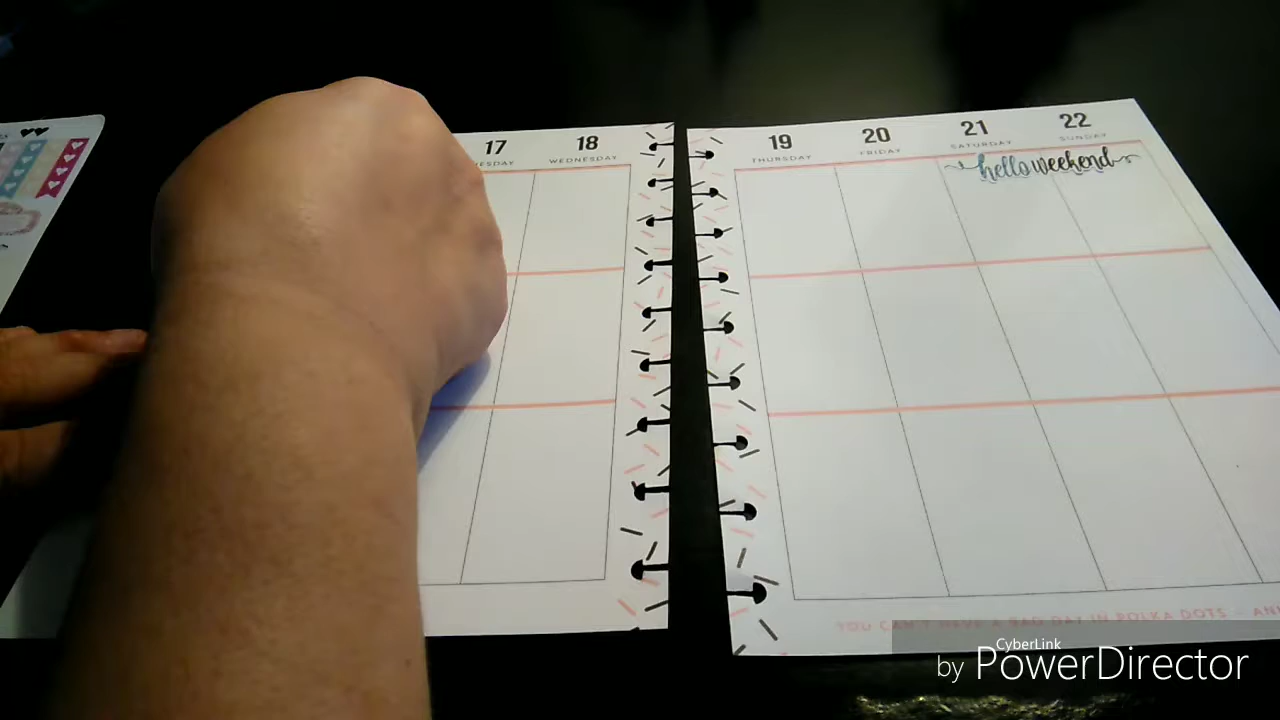 17 18
WEDNESDAY
19 20 21 22
THURSDAY FRIDAY SATURDAY SUNDAY
hello weekend
YOU CAN'T HAVE A BAD DAY IN POLKA DOTS - AN
CyberLink
by PowerDirector